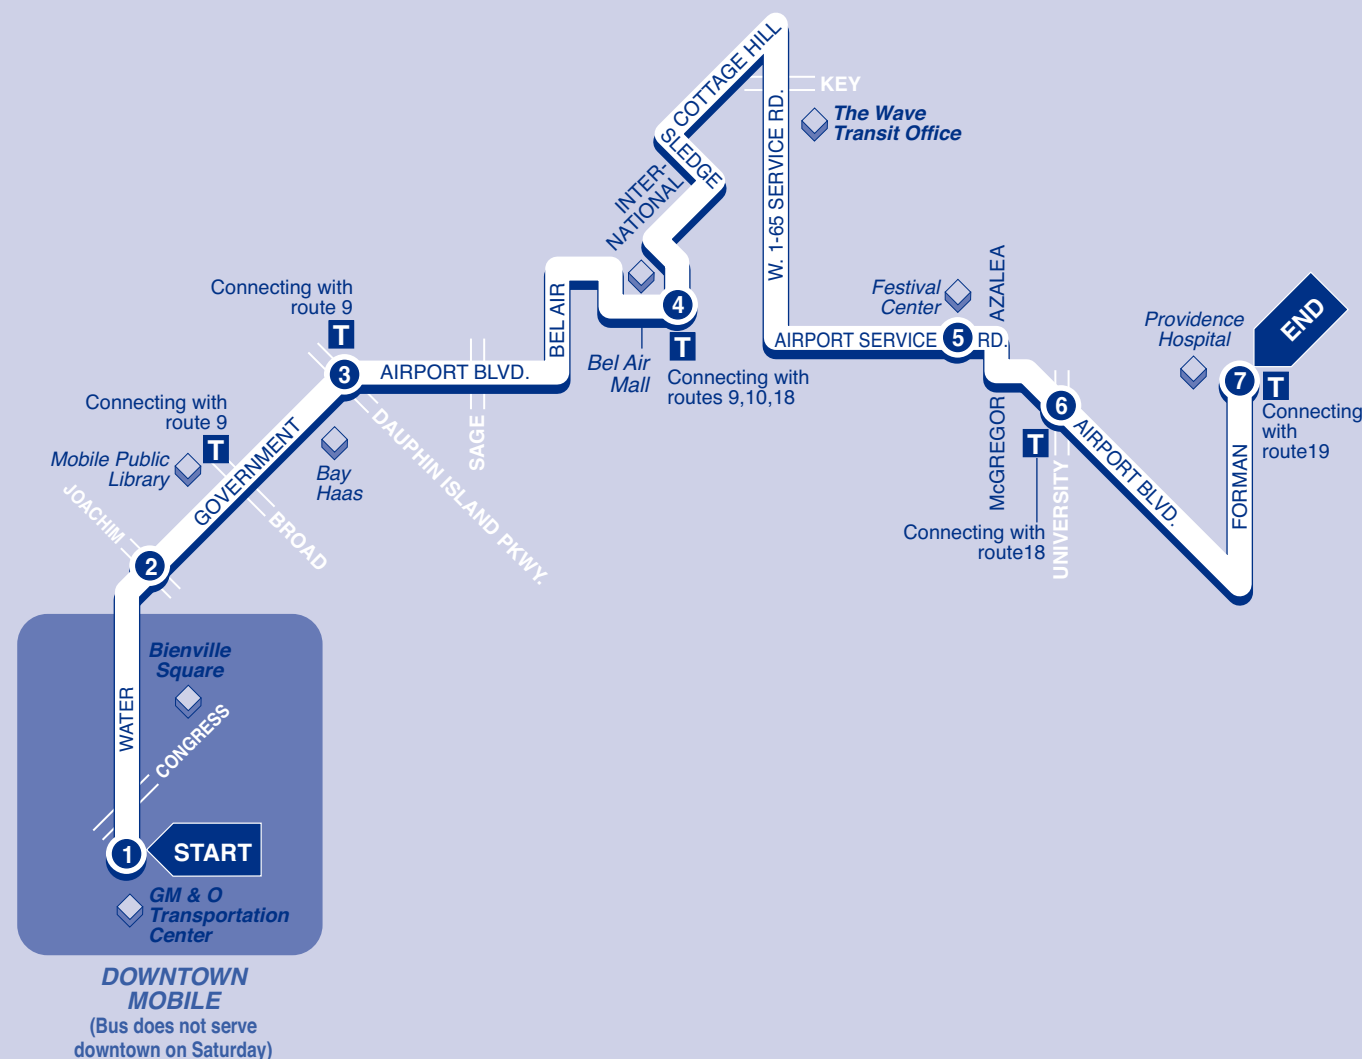 COTTAGE HILL
KEY
The Wave
Transit Office
SLEDGE
INTER-
NATIONAL
W. 1-65 SERVICE RD.
Connecting with
route 9
T
BEL AIR
4
T
Connecting with
routes 9,10,18
Bel Air
Mall
Festival
Center
AZALEA
AIRPORT SERVICE
5
RD.
Providence
Hospital
END
7
T
Connecting
with
route19
3
AIRPORT BLVD.
SAGE
DAUPHIN ISLAND PKWY.
Connecting with
route 9
T
Mobile Public
Library
GOVERNMENT
Bay
Haas
BROAD
JOACHIM
2
McGREGOR
6
T
UNIVERSITY
AIRPORT BLVD.
FORMAN
Connecting with
route18
Bienville
Square
WATER
CONGRESS
1
START
GM & O
Transportation
Center
DOWNTOWN
MOBILE
(Bus does not serve
downtown on Saturday)